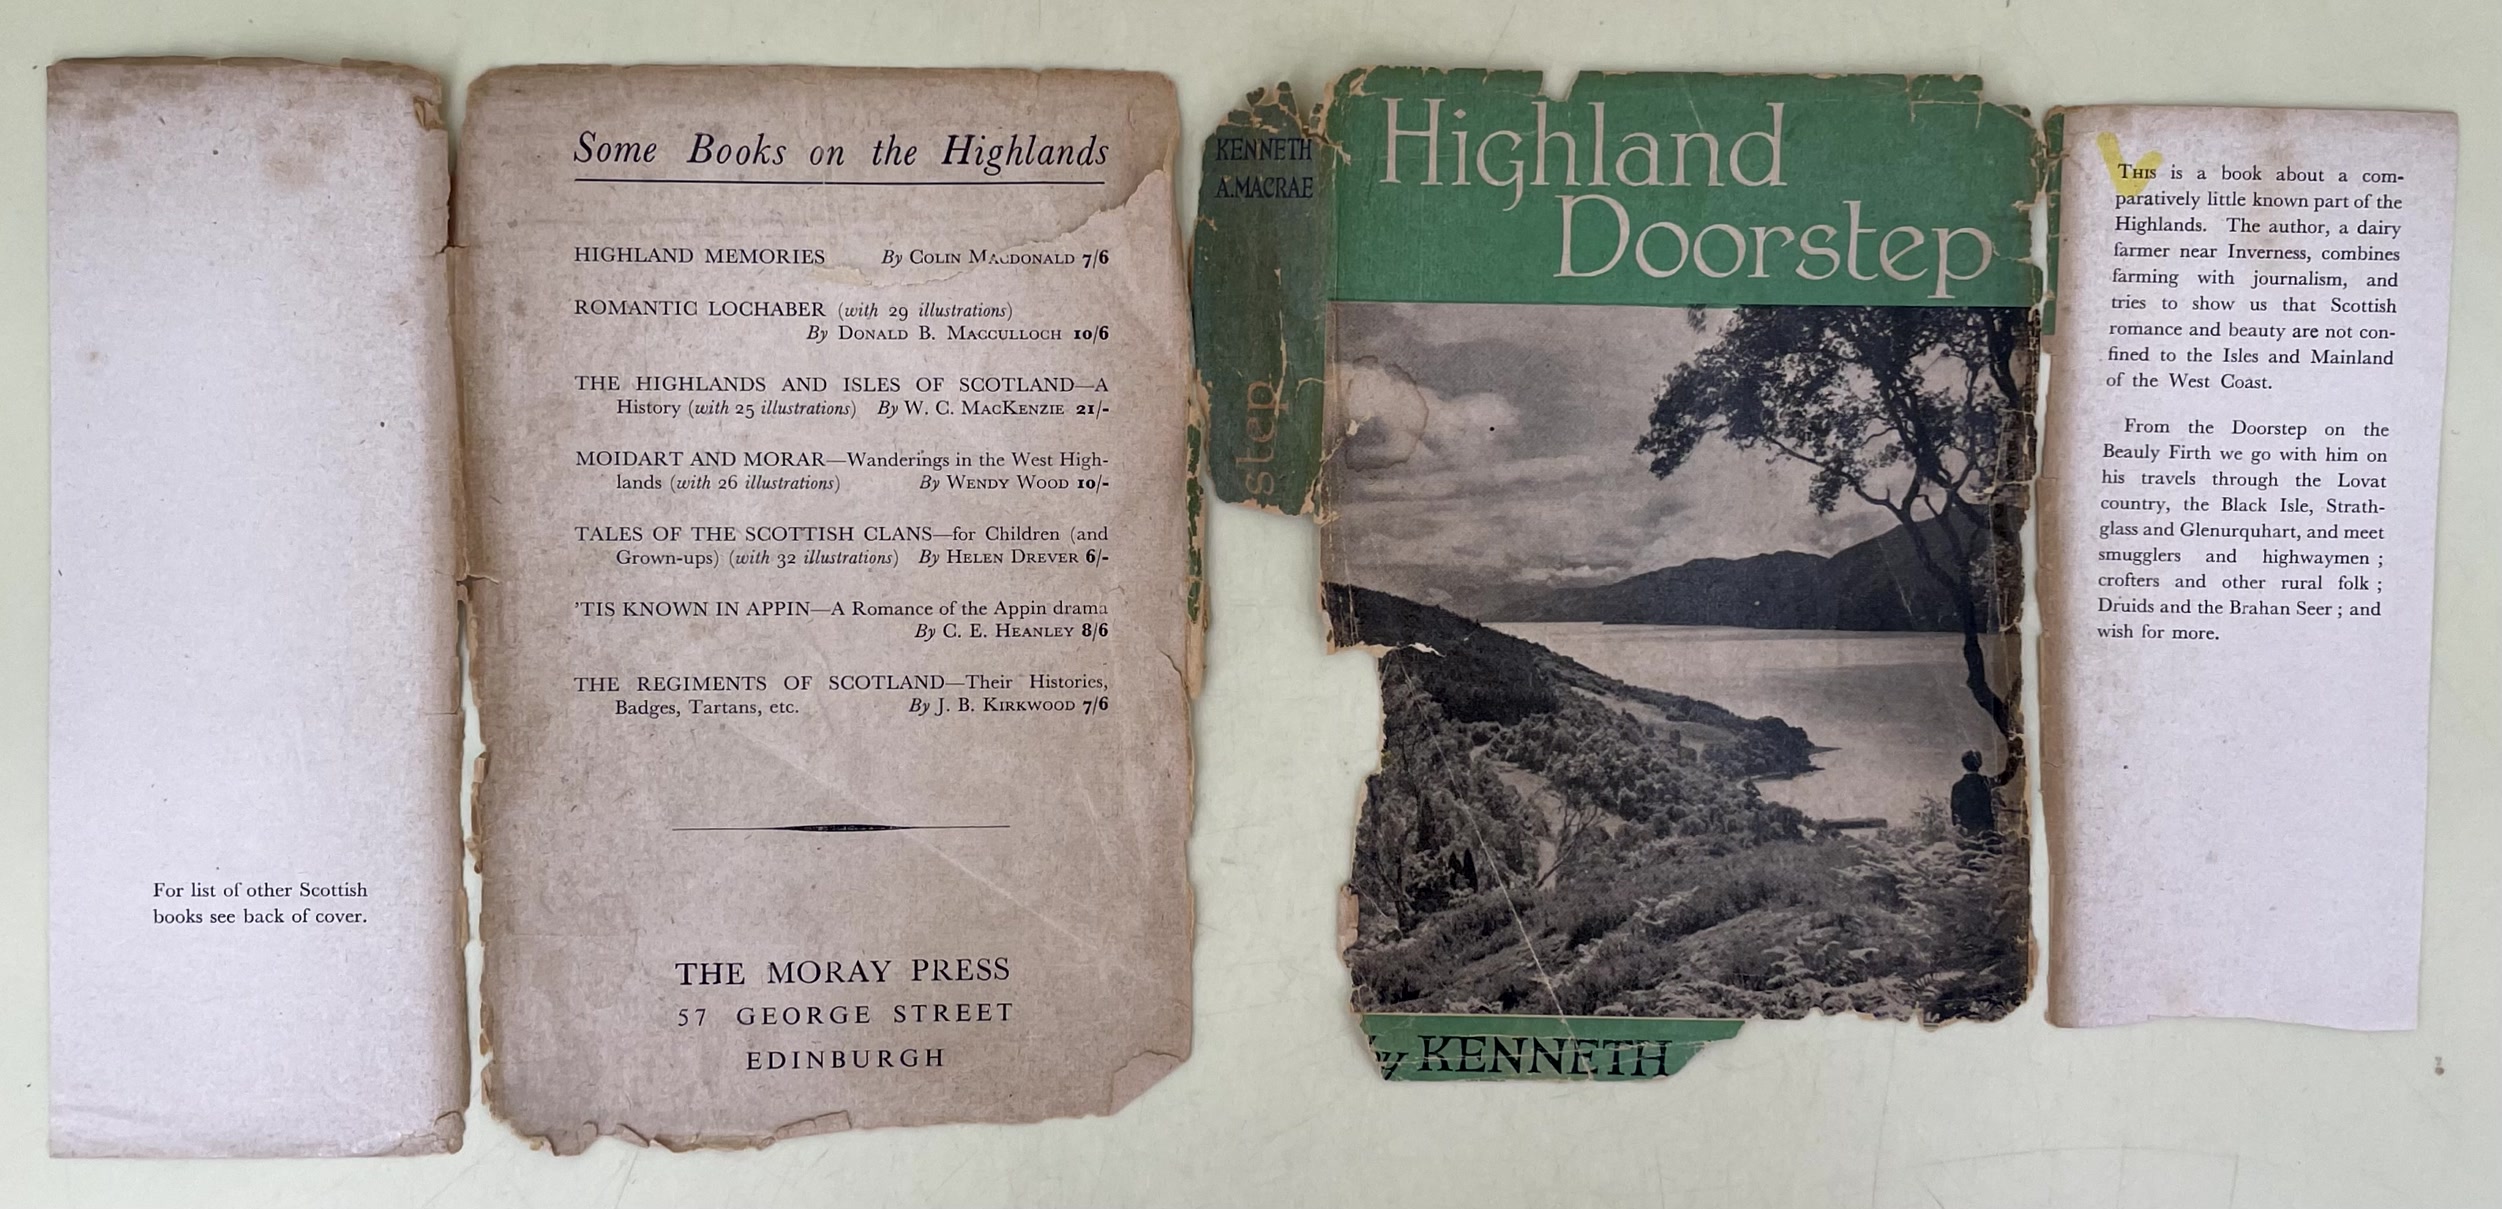 For list of other Scottish
books see back of cover.
Some Books on the Highlands
HIGHLAND MEMORIES By COLIN MACDONALD 7/6
ROMANTIC LOCHABER (with 29 illustrations)
By DONALD B. MACCULLOCH 10/6
THE HIGHLANDS AND ISLES OF SCOTLAND—A
History (with 25 illustrations) By W. C. MACKENZIE 21/-
MOIDART AND MORAR—Wanderings in the West High-
lands (with 26 illustrations) By WENDY WOOD 10/-
TALES OF THE SCOTTISH CLANS—for Children (and
Grown-ups) (with 32 illustrations) By HELEN DREVER 6/-
'TIS KNOWN IN APPIN—A Romance of the Appin drama
By C. E. HEANLEY 8/6
THE REGIMENTS OF SCOTLAND—Their Histories,
Badges, Tartans, etc. By J. B. KIRKWOOD 7/6
THE MORAY PRESS
57 GEORGE STREET
EDINBURGH
KENNETH
A. MACRAE
step
Highland
Doorstep
by KENNETH
THIS is a book about a com-
paratively little known part of the
Highlands. The author, a dairy
farmer near Inverness, combines
farming with journalism, and
tries to show us that Scottish
romance and beauty are not con-
fined to the Isles and Mainland
of the West Coast.
From the Doorstep on the
Beauly Firth we go with him on
his travels through the Lovat
country, the Black Isle, Strath-
glass and Glenurquhart, and meet
smugglers and highwaymen ;
crofters and other rural folk ;
Druids and the Brahan Seer ; and
wish for more.